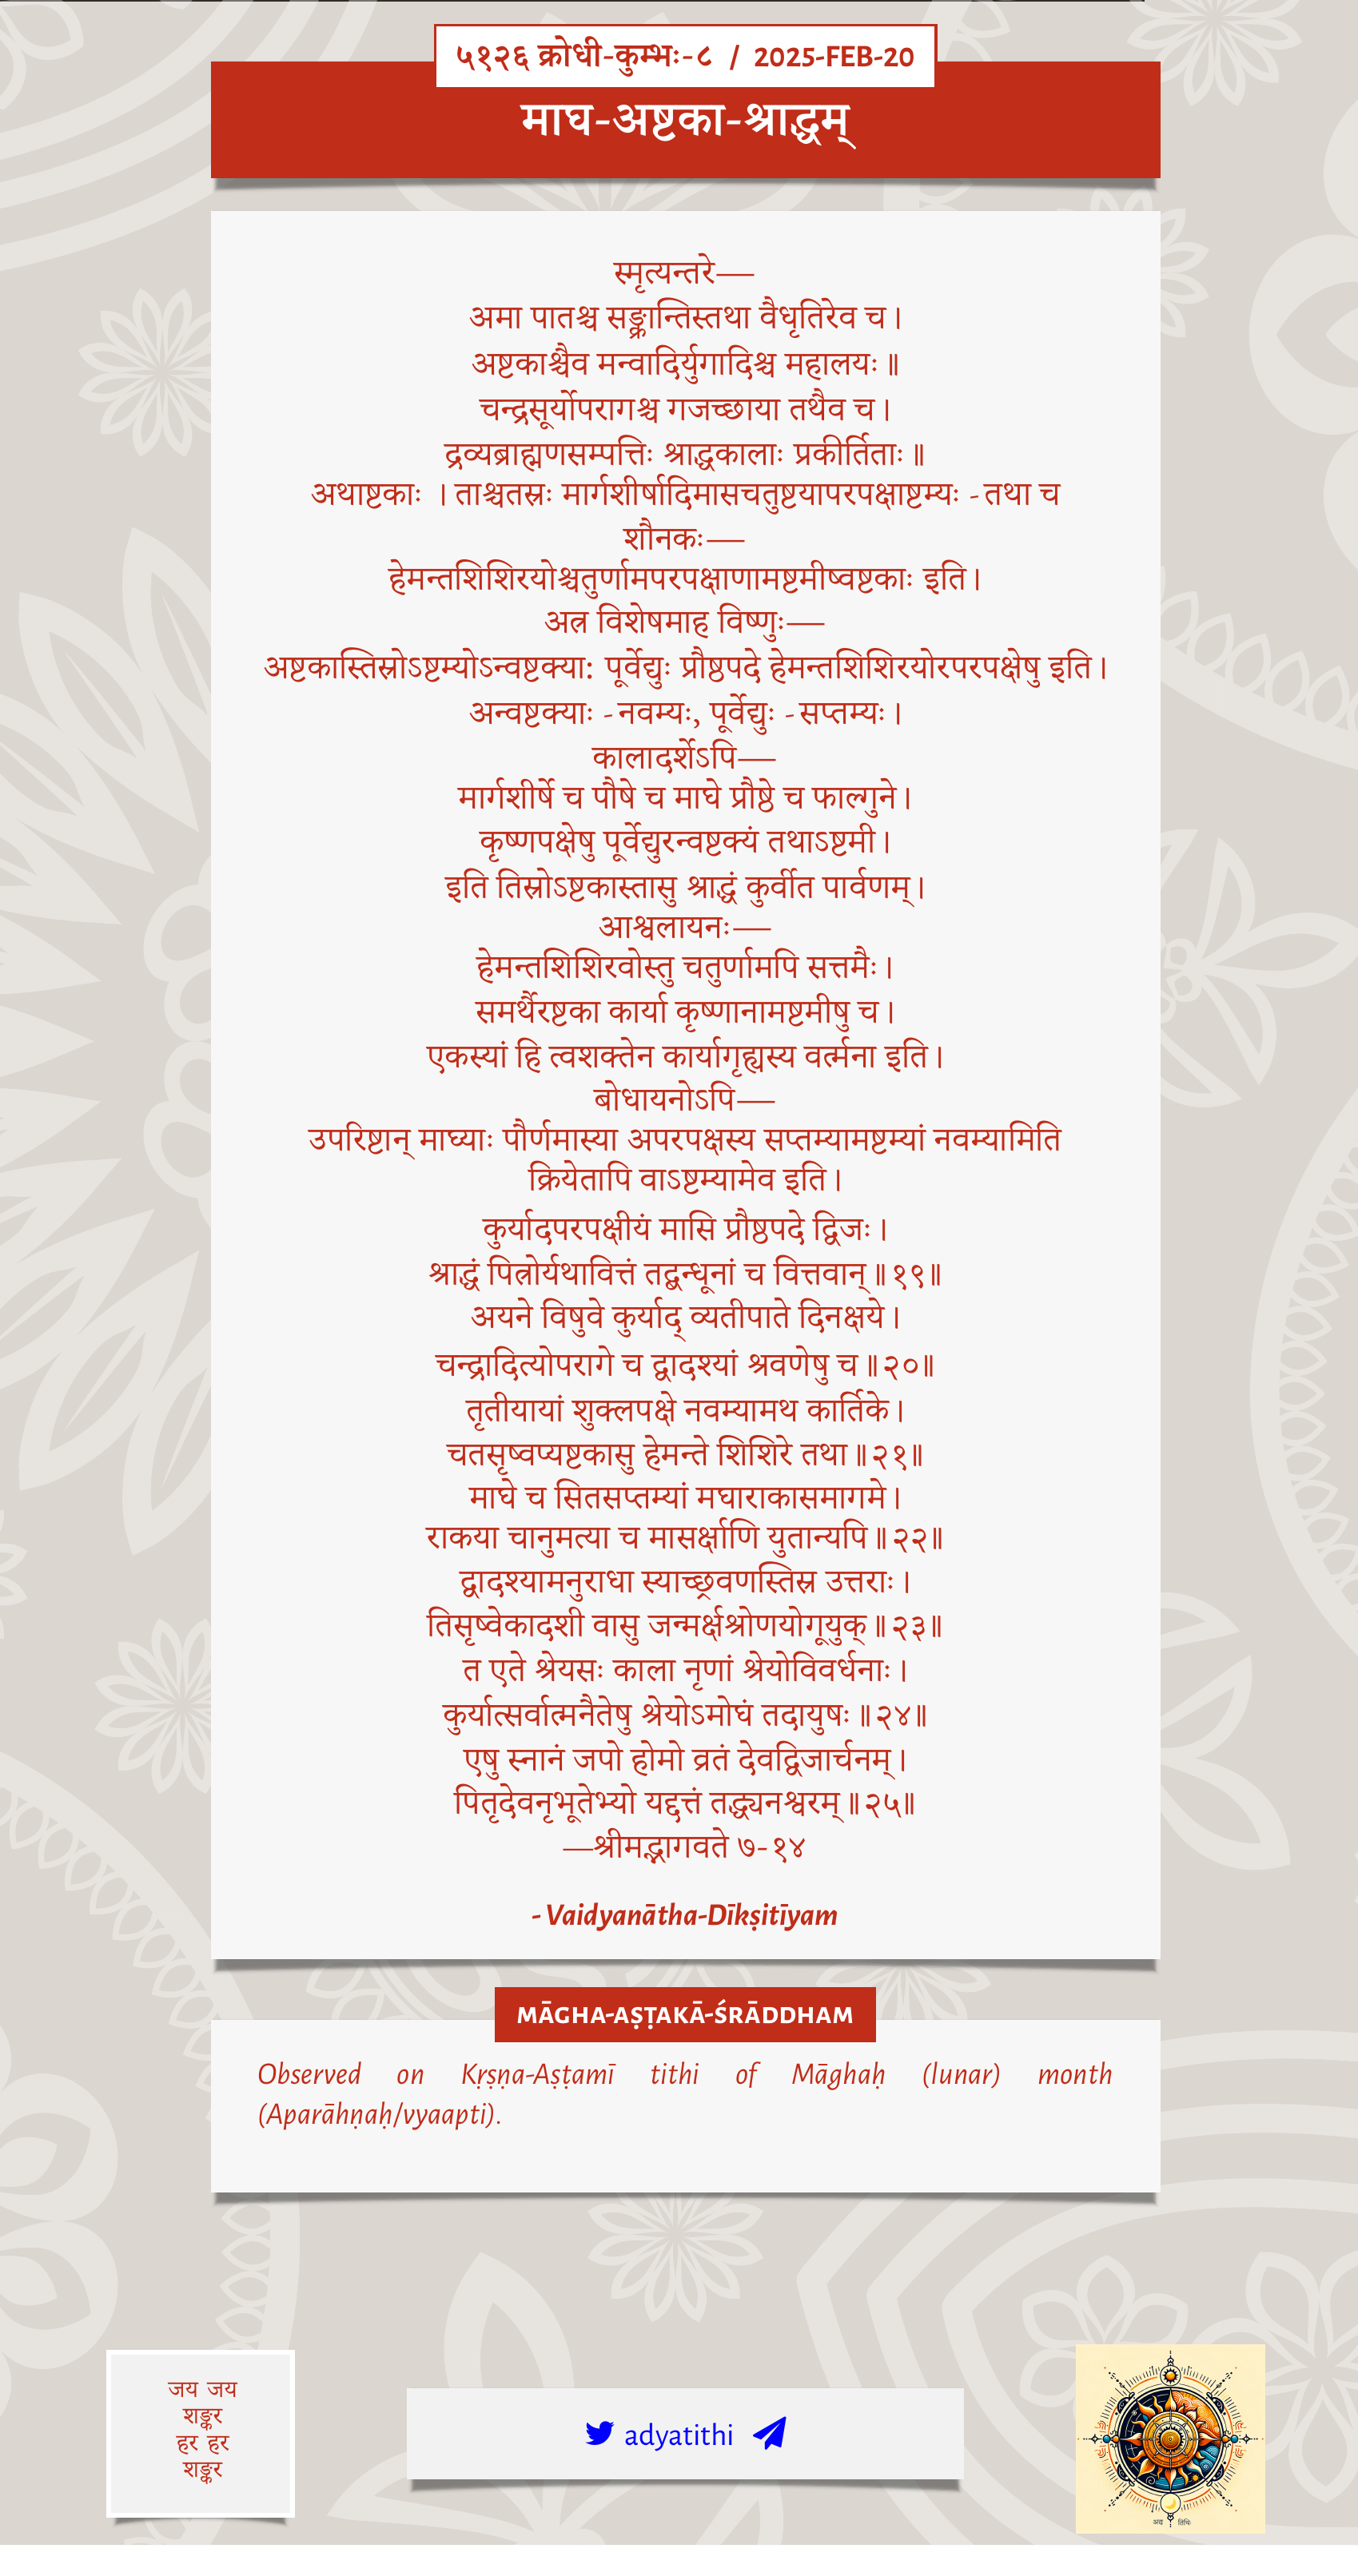 ५१२६ क्रोधी-कुम्भः-८ / 2025-FEB-20
माघ-अष्टका-श्राद्धम्
स्मृत्यन्तरे—
अमा पातश्च सङ्क्रान्तिस्तथा वैधृतिरेव च।
अष्टकाश्चैव मन्वादिर्युगादिश्च महालयः॥
चन्द्रसूर्योपरागश्च गजच्छाया तथैव च।
द्रव्यब्राह्मणसम्पत्तिः श्राद्धकालाः प्रकीर्तिताः॥
अथाष्टकाः । ताश्चतस्रः मार्गशीर्षादिमासचतुष्टयापरपक्षाष्टम्यः - तथा च
शौनकः—
हेमन्तशिशिरयोश्चतुर्णामपरपक्षाणामष्टमीष्वष्टकाः इति।
अत्र विशेषमाह विष्णुः—
अष्टकास्तिस्रोऽष्टम्योऽन्वष्टक्या: पूर्वेद्युः प्रौष्ठपदे हेमन्तशिशिरयोरपरपक्षेषु इति।
अन्वष्टक्याः - नवम्यः, पूर्वेद्युः - सप्तम्यः।
कालादर्शेऽपि—
मार्गशीर्षे च पौषे च माघे प्रौष्ठे च फाल्गुने।
कृष्णपक्षेषु पूर्वेद्युरन्वष्टक्यं तथाऽष्टमी।
इति तिस्रोऽष्टकास्तासु श्राद्धं कुर्वीत पार्वणम्।
आश्वलायनः—
हेमन्तशिशिरवोस्तु चतुर्णामपि सत्तमैः।
समर्थैरष्टका कार्या कृष्णानामष्टमीषु च।
एकस्यां हि त्वशक्तेन कार्यागृह्यस्य वर्त्मना इति।
बोधायनोऽपि—
उपरिष्टान् माघ्याः पौर्णमास्या अपरपक्षस्य सप्तम्यामष्टम्यां नवम्यामिति
क्रियेतापि वाऽष्टम्यामेव इति।
कुर्यादपरपक्षीयं मासि प्रौष्ठपदे द्विजः।
श्राद्धं पित्रोर्यथावित्तं तद्बन्धूनां च वित्तवान्॥१९॥
अयने विषुवे कुर्याद् व्यतीपाते दिनक्षये।
चन्द्रादित्योपरागे च द्वादश्यां श्रवणेषु च॥२०॥
तृतीयायां शुक्लपक्षे नवम्यामथ कार्तिके।
चतसृष्वप्यष्टकासु हेमन्ते शिशिरे तथा॥२१॥
माघे च सितसप्तम्यां मघाराकासमागमे।
राकया चानुमत्या च मासर्क्षाणि युतान्यपि॥२२॥
द्वादश्यामनुराधा स्याच्छ्रवणस्तिस्र उत्तराः।
तिसृष्वेकादशी वासु जन्मर्क्षश्रोणयोगूयुक्॥२३॥
त एते श्रेयसः काला नृणां श्रेयोविवर्धनाः।
कुर्यात्सर्वात्मनैतेषु श्रेयोऽमोघं तदायुषः॥२४॥
एषु स्नानं जपो होमो व्रतं देवद्विजार्चनम्।
पितृदेवनृभूतेभ्यो यद्दत्तं तद्ध्यनश्वरम्॥२५॥
—श्रीमद्भागवते ७-१४
- Vaidyanātha-Dīkṣitīyam
MĀGHA-AṢṬAKĀ-ŚRĀDDHAM
Observed on Kṛṣṇa-Aṣṭamī tithi of Māghaḥ (lunar) month
(Aparāhṇaḥ/vyaapti).
जय जय
शङ्कर
हर हर
शङ्कर
adyatithi
अद्य तिथिः